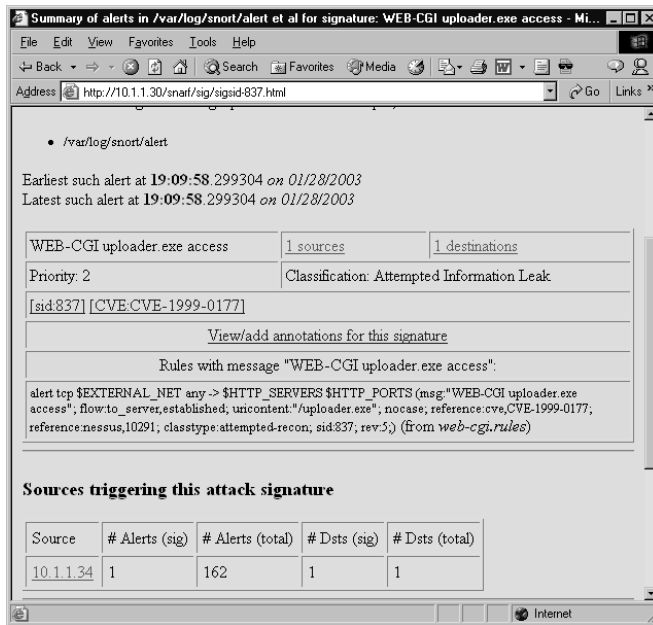 Summary of alerts in /var/log/snort/alert et al for signature: WEB-CGI uploader.exe access - Mi...
File Edit View Favorites Tools Help
Back Search Favorites Media
Address http://10.1.1.30/snarf/sig/sigsid-837.html Go Links »
• /var/log/snort/alert
Earliest such alert at 19:09:58.299304 on 01/28/2003
Latest such alert at 19:09:58.299304 on 01/28/2003
WEB-CGI uploader.exe access 1 sources 1 destinations
Priority: 2 Classification: Attempted Information Leak
[sid:837] [CVE:CVE-1999-0177]
View/add annotations for this signature
Rules with message "WEB-CGI uploader.exe access":
alert tcp $EXTERNAL_NET any -> $HTTP_SERVERS $HTTP_PORTS (msg:"WEB-CGI uploader.exe
access"; flow:to_server,established; uricontent:"/uploader.exe"; nocase; reference:cve,CVE-1999-0177;
reference:nessus,10291; classtype:attempted-recon; sid:837; rev:5;) (from web-cgi.rules)
Sources triggering this attack signature
Source # Alerts (sig) # Alerts (total) # Dsts (sig) # Dsts (total)
10.1.1.34 1 162 1 1
Internet